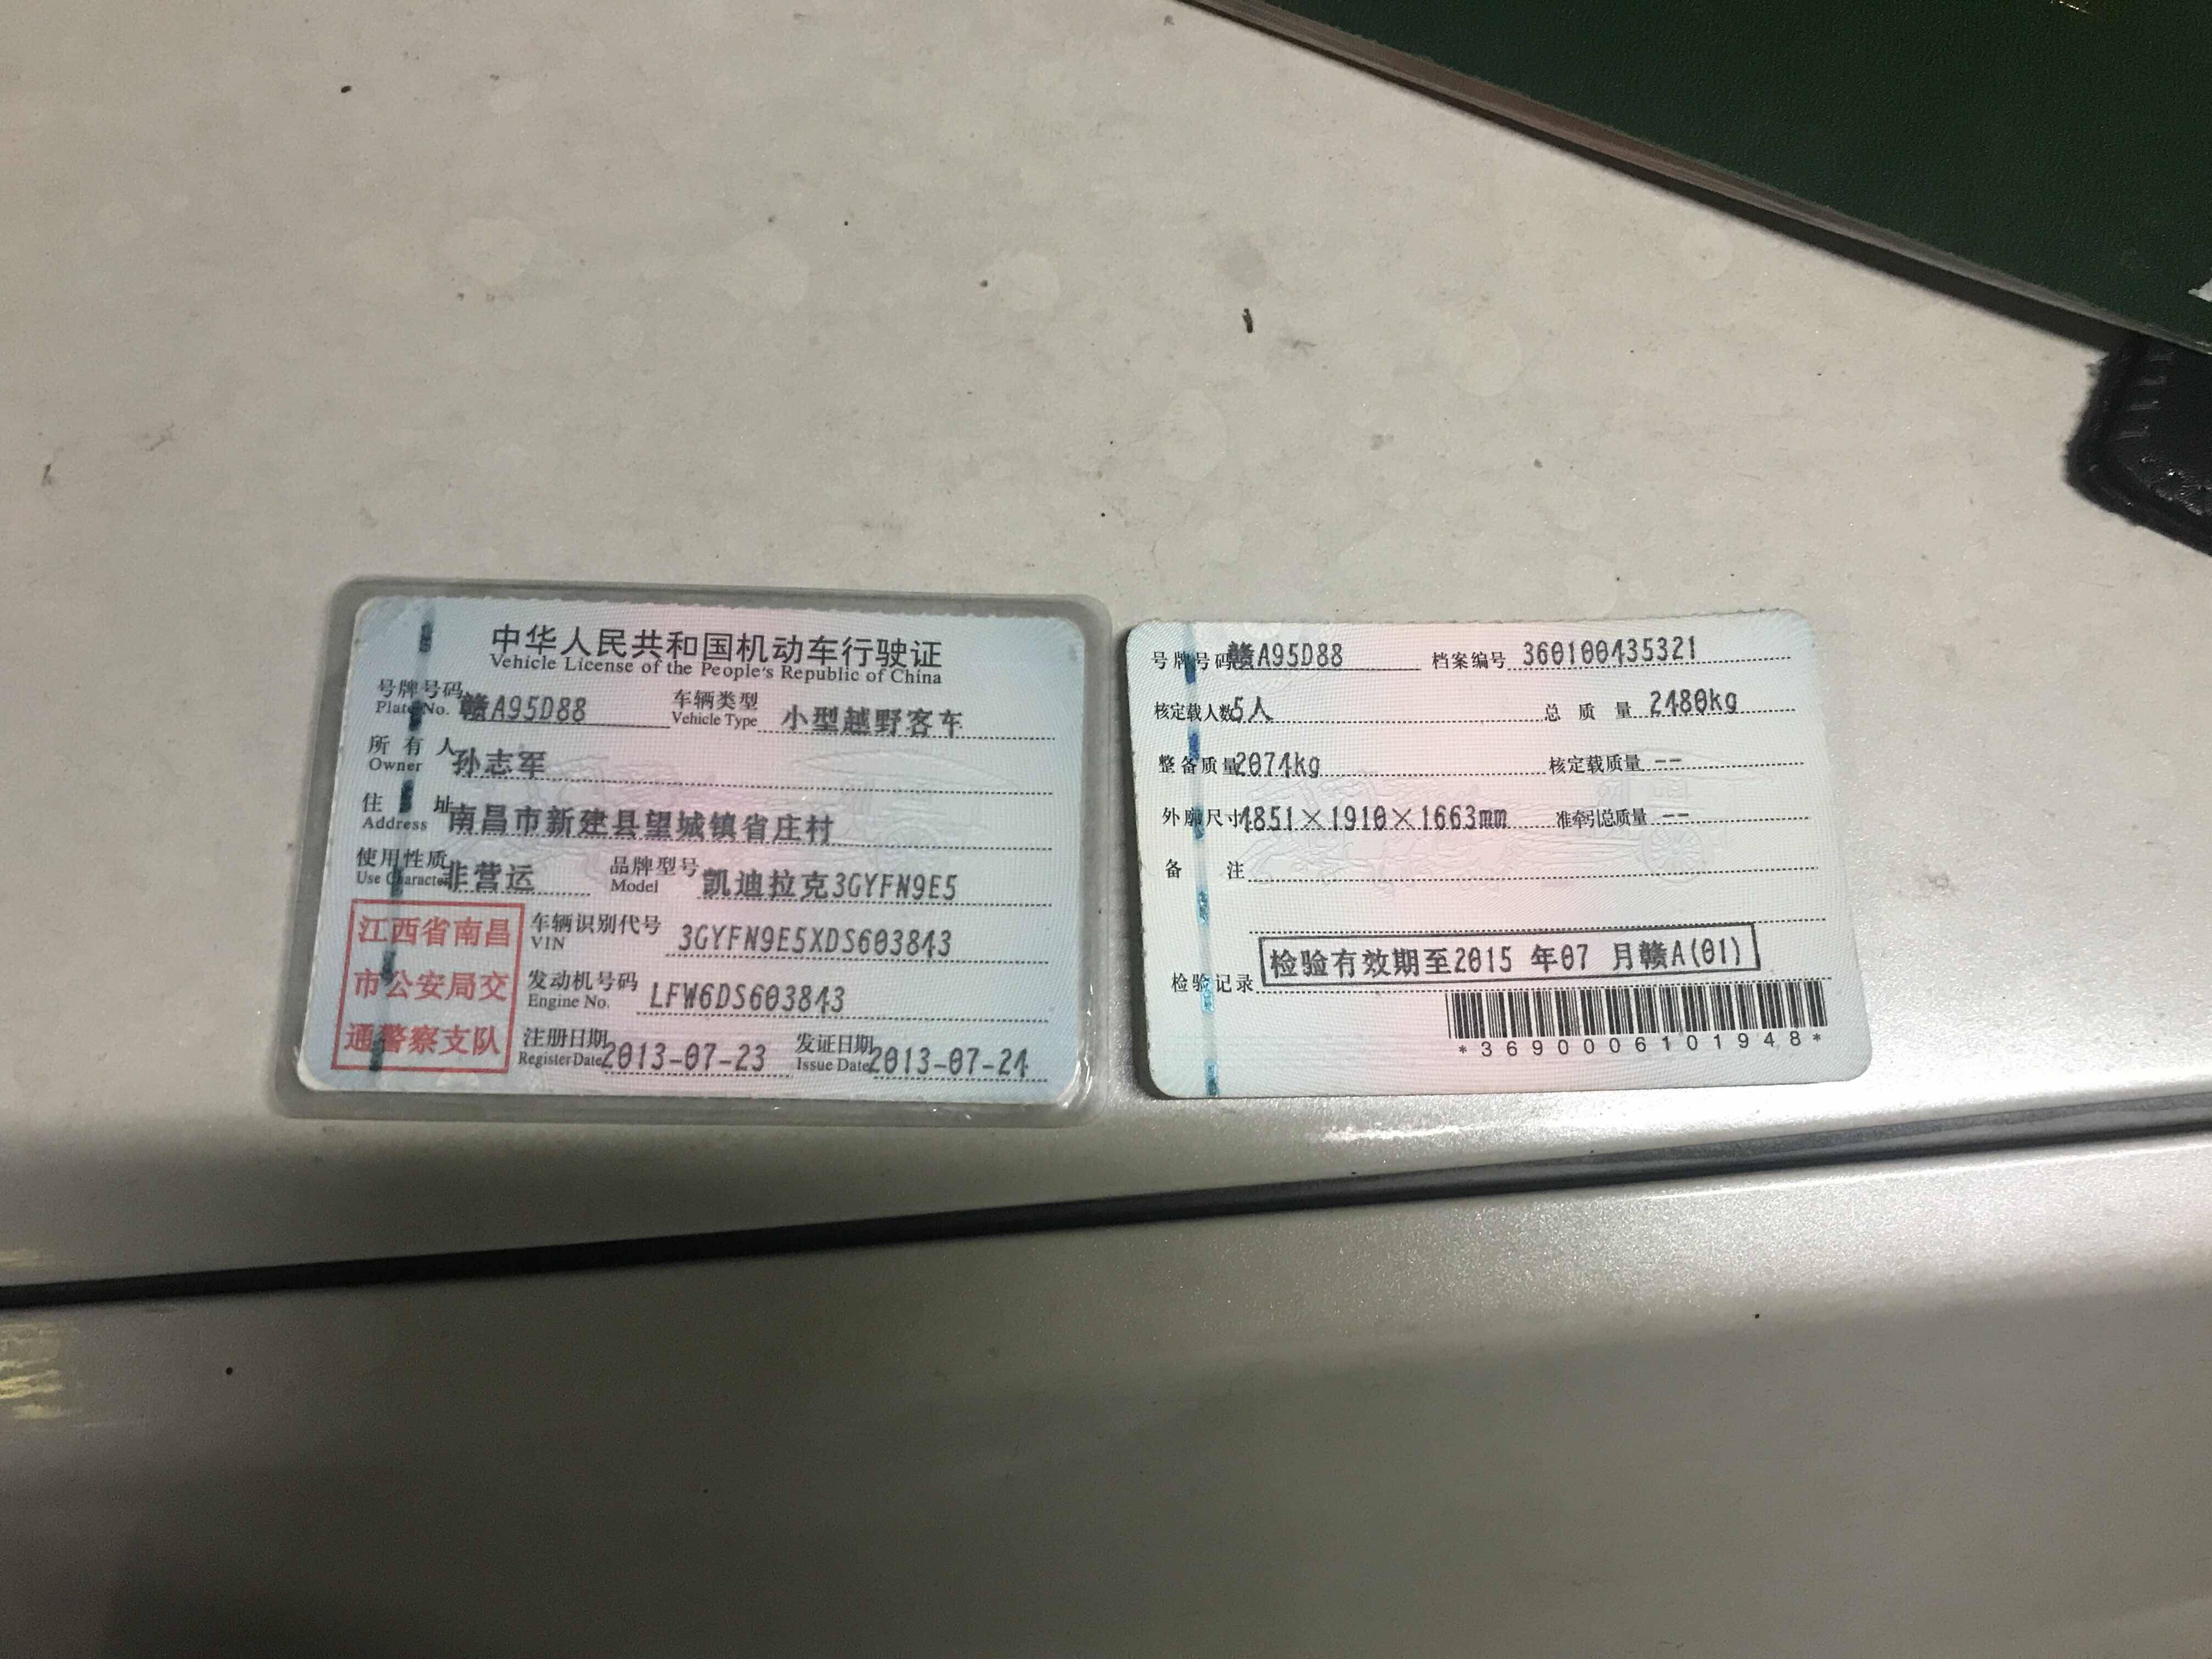 中华人民共和国机动车行驶证
Vehicle License of the People's Republic of China
号牌号码 赣A95D88 车辆类型 小型越野客车
Plate No. Vehicle Type
所有人 孙志军
Owner
住址 南昌市新建县望城镇省庄村
Address
使用性质 非营运 品牌型号 凯迪拉克3GYFN9E5
Use Character Model
江西省南昌
市公安局交
通警察支队
车辆识别代号 3GYFN9E5XDS603843
VIN
发动机号码 LFW6DS603843
Engine No.
注册日期 2013-07-23 发证日期 2013-07-24
Register Date Issue Date
号牌号码 赣A95D88 档案编号 360100435321
核定载人数 5人 总质量 2480kg
整备质量 2074kg 核定载质量 --
外廓尺寸 4851×1910×1663mm 准牵引总质量 --
备注
检验记录 检验有效期至2015年07月赣A(01)
*3690006101948*